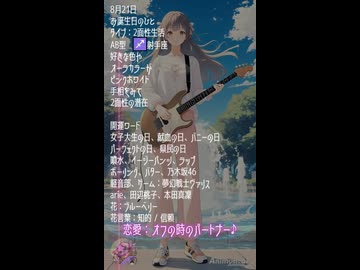 8月21日
お誕生日のひと
タイプ：2面性生活
AB型 ♐ 射手座
好きな色や
オーラカラーが
ピンクホワイト
手相をみて
2面性の潜在
開運ワード
女子大生の日、献血の日、ハニーの日
パーフェクトの日、県民の日
噴水、イージーパンツ、ラップ
ボーリング、バター、乃木坂46
軽音部、ゲーム：夢幻戦士ヴァリス
arie、田辺桃子、本田真凜
花：ブルーベリー
花言葉：知的 / 信頼
恋愛；オフの時のパートナー♪